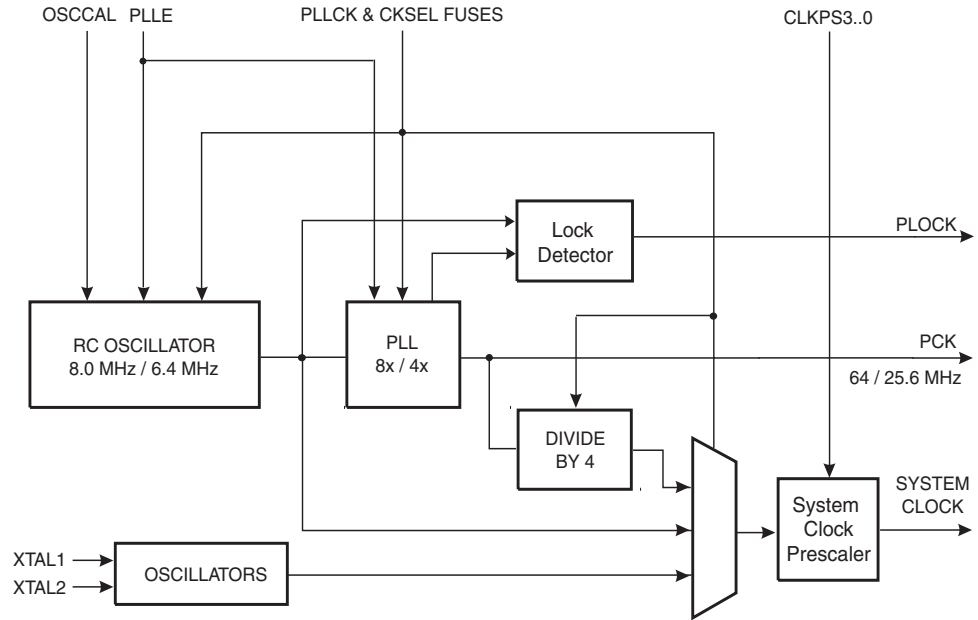 OSCCAL PLLE PLLCK & CKSEL FUSES CLKPS3..0
Lock
Detector
PLOCK
RC OSCILLATOR
8.0 MHz / 6.4 MHz
PLL
8x / 4x
PCK
64 / 25.6 MHz
DIVIDE
BY 4
SYSTEM
CLOCK
System
Clock
Prescaler
XTAL1
XTAL2
OSCILLATORS